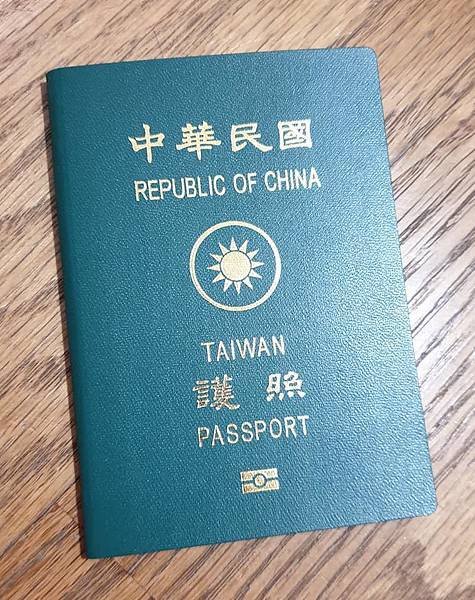 中華民國
REPUBLIC OF CHINA
TAIWAN
護照
PASSPORT